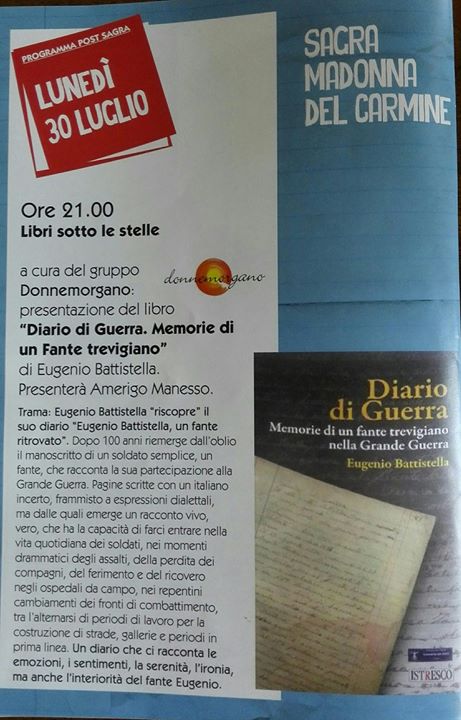 PROGRAMMA POST SAGRA
LUNEDÌ
30 LUGLIO
SAGRA
MADONNA
DEL CARMINE
Ore 21.00
Libri sotto le stelle
a cura del gruppo
Donnemorgano:
presentazione del libro
“Diario di Guerra. Memorie di
un Fante trevigiano”
di Eugenio Battistella.
Presenterà Amerigo Manesso.
donnemorgano
Trama: Eugenio Battistella "riscopre" il
suo diario "Eugenio Battistella, un fante
ritrovato". Dopo 100 anni riemerge dall'oblio
il manoscritto di un soldato semplice, un
fante, che racconta la sua partecipazione alla
Grande Guerra. Pagine scritte con un italiano
incerto, frammisto a espressioni dialettali,
ma dalle quali emerge un racconto vivo,
vero, che ha la capacità di farci entrare nella
vita quotidiana dei soldati, nei momenti
drammatici degli assalti, della perdita dei
compagni, del ferimento e del ricovero
negli ospedali da campo, nei repentini
cambiamenti dei fronti di combattimento,
tra l'alternarsi di periodi di lavoro per la
costruzione di strade, gallerie e periodi in
prima linea. Un diario che ci racconta le
emozioni, i sentimenti, la serenità, l'ironia,
ma anche l'interiorità del fante Eugenio.
Diario
di Guerra
Memorie di un fante trevigiano
nella Grande Guerra
Eugenio Battistella
ISTRESCO